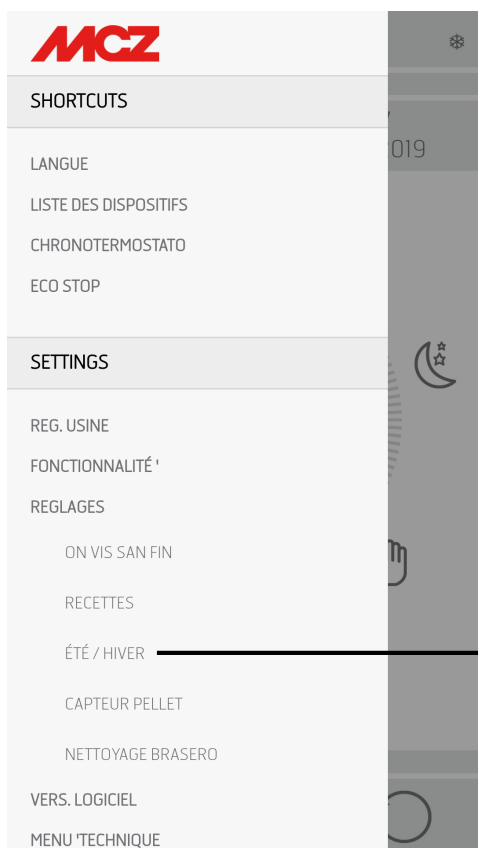 MCZ
SHORTCUTS
019
LANGUE
LISTE DES DISPOSITIFS
CHRONOTERMOSTATO
ECO STOP
SETTINGS
REG. USINE
FONCTIONNALITÉ '
REGLAGES
ON VIS SAN FIN
RECETTES
ÉTÉ / HIVER
CAPTEUR PELLET
NETTOYAGE BRASERO
VERS. LOGICIEL
MENU 'TECHNIQUE